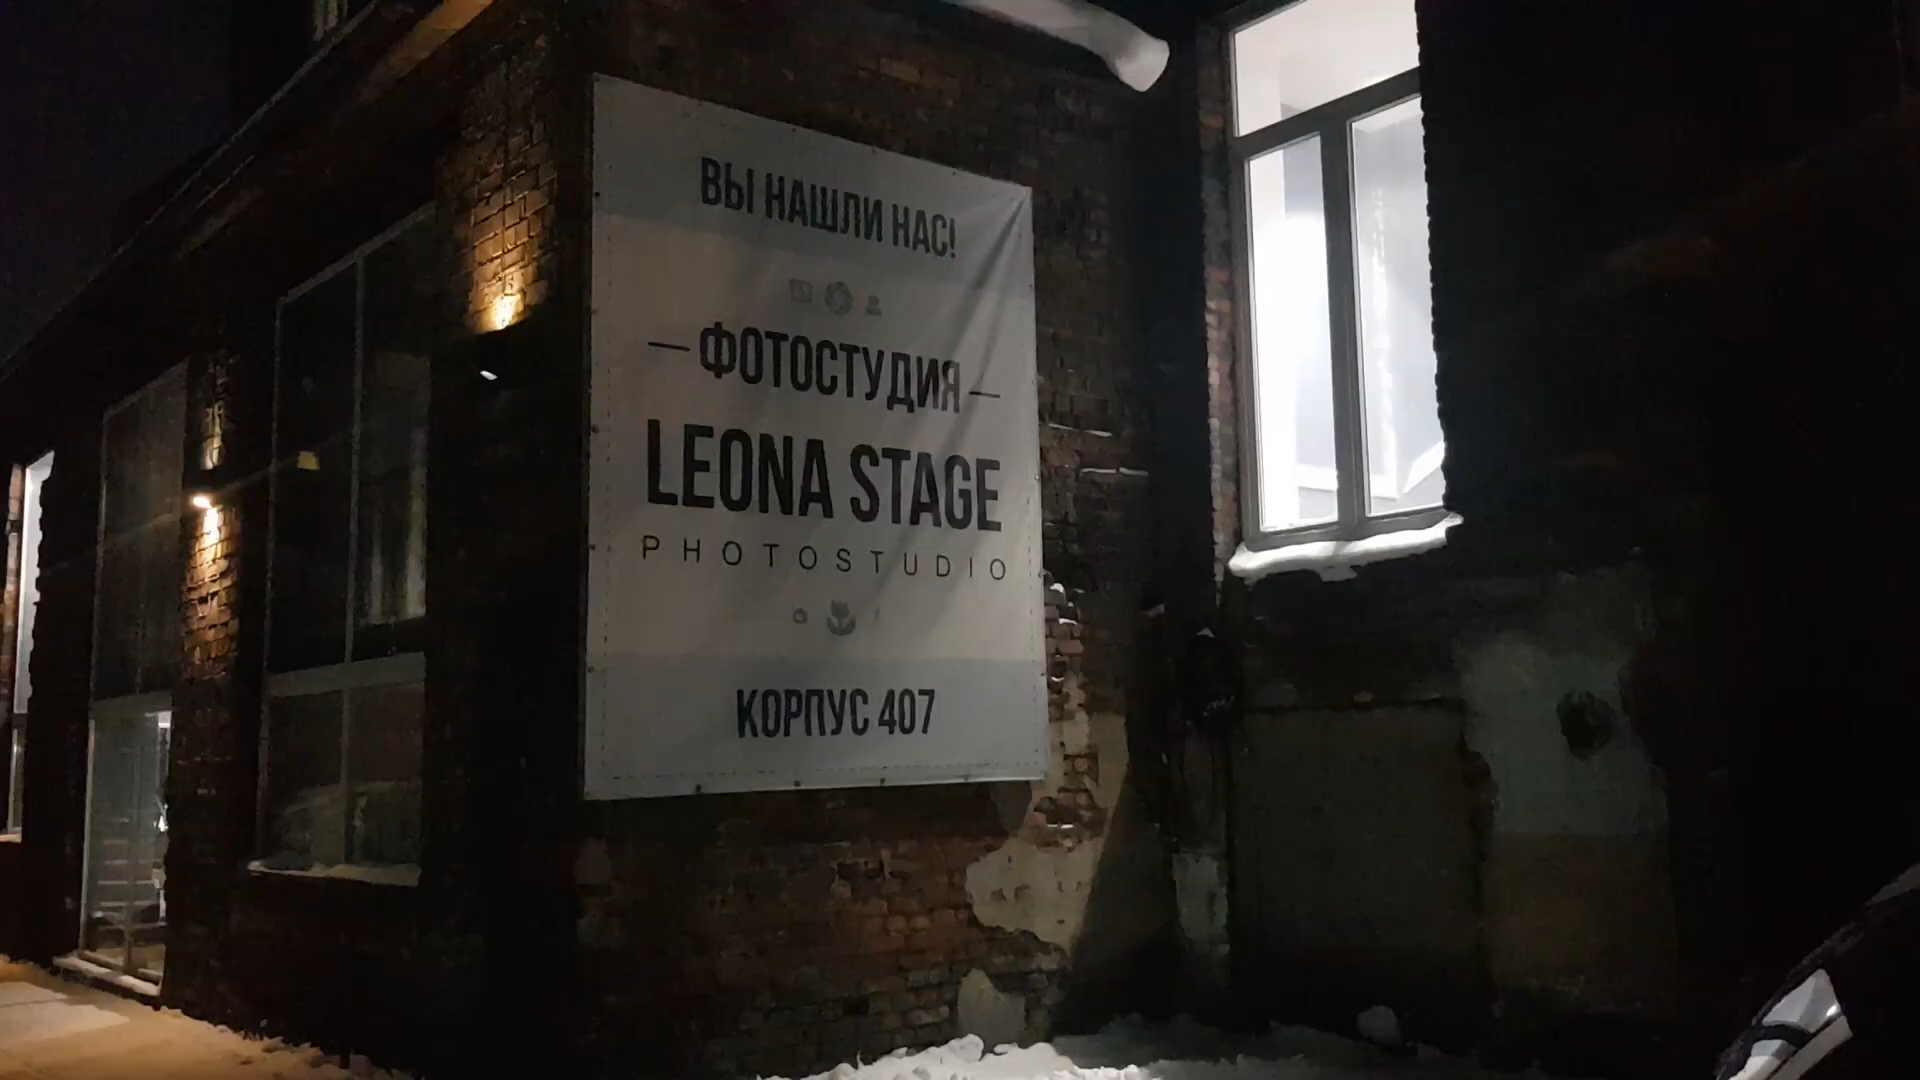 ВЫ НАШЛИ НАС!
— ФОТОСТУДИЯ —
LEONA STAGE
PHOTOSTUDIO
КОРПУС 407